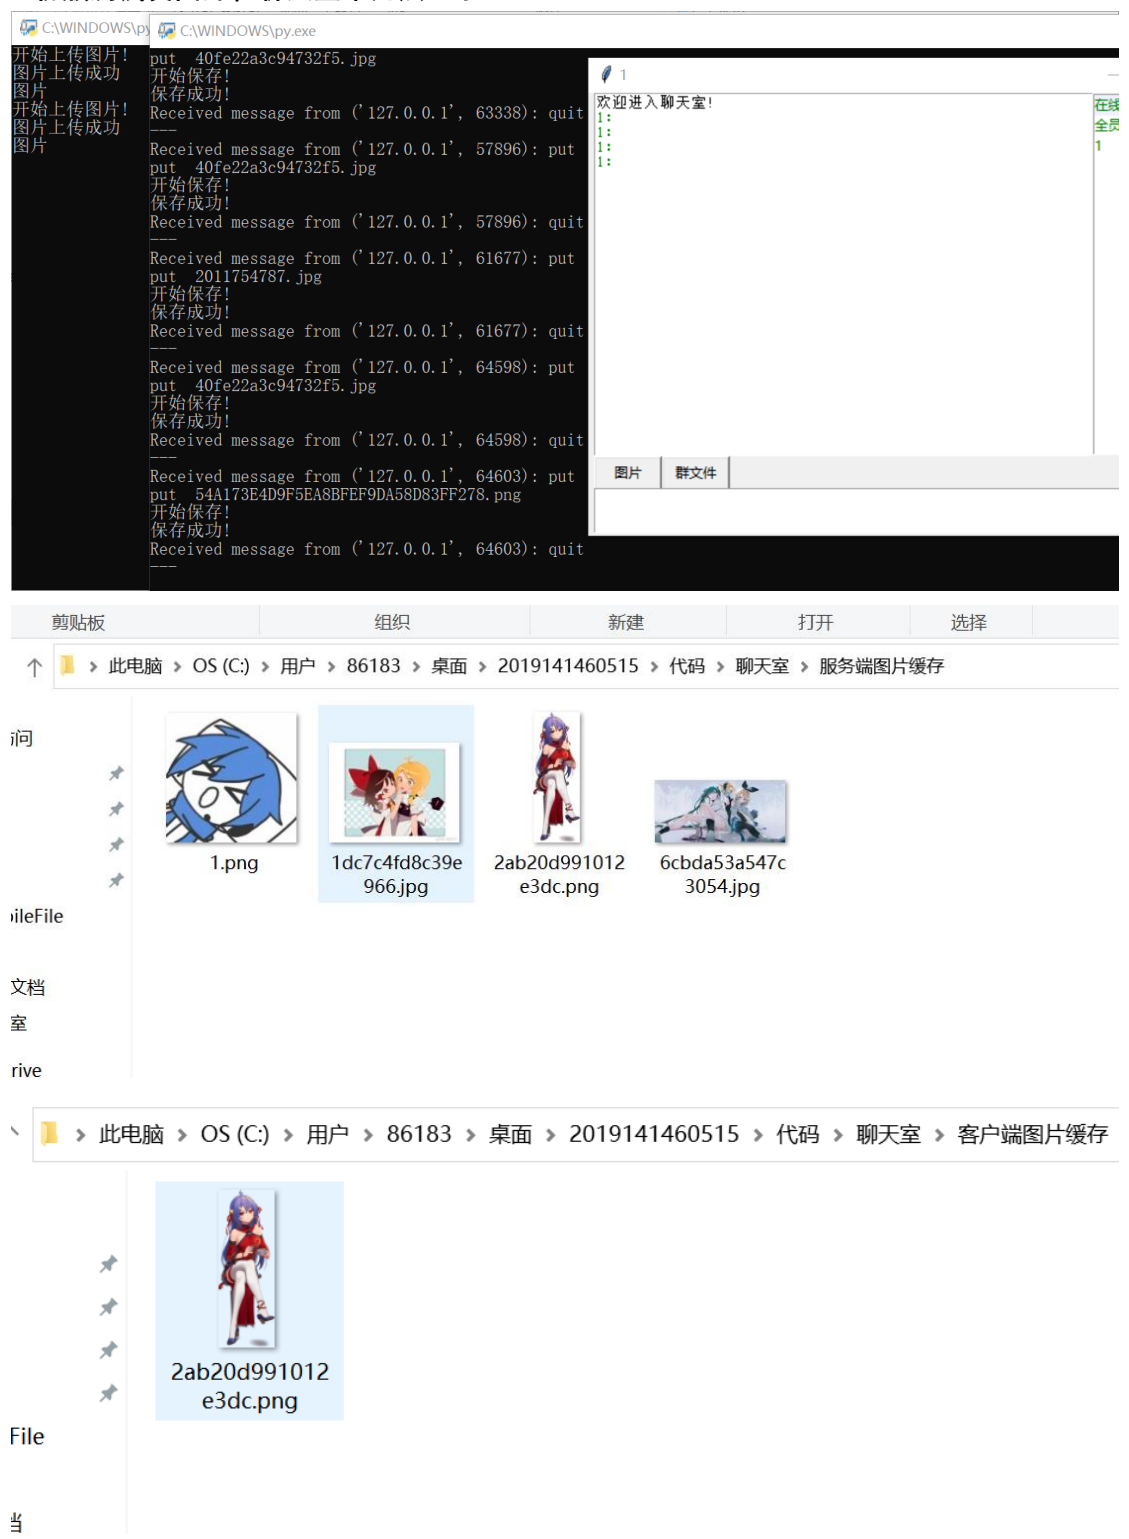 C:\WINDOWS\py
C:\WINDOWS\py.exe
开始上传图片!
图片上传成功
图片
开始上传图片!
图片上传成功
图片
put  40fe22a3c94732f5.jpg
开始保存!
保存成功!
Received message from ('127.0.0.1', 63338): quit
---
Received message from ('127.0.0.1', 57896): put
put  40fe22a3c94732f5.jpg
开始保存!
保存成功!
Received message from ('127.0.0.1', 57896): quit
---
Received message from ('127.0.0.1', 61677): put
put  2011754787.jpg
开始保存!
保存成功!
Received message from ('127.0.0.1', 61677): quit
---
Received message from ('127.0.0.1', 64598): put
put  40fe22a3c94732f5.jpg
开始保存!
保存成功!
Received message from ('127.0.0.1', 64598): quit
---
Received message from ('127.0.0.1', 64603): put
put  54A173E4D9F5EA8BFEF9DA58D83FF278.png
开始保存!
保存成功!
Received message from ('127.0.0.1', 64603): quit
---
1
欢迎进入聊天室!
1:
1:
1:
1:
在线
全员
1
图片 群文件
剪贴板 组织 新建 打开 选择
此电脑 > OS (C:) > 用户 > 86183 > 桌面 > 2019141460515 > 代码 > 聊天室 > 服务端图片缓存
访问
1.png
1dc7c4fd8c39e
966.jpg
2ab20d991012
e3dc.png
6cbda53a547c
3054.jpg
bileFile
文档
室
rive
此电脑 > OS (C:) > 用户 > 86183 > 桌面 > 2019141460515 > 代码 > 聊天室 > 客户端图片缓存
2ab20d991012
e3dc.png
File
当